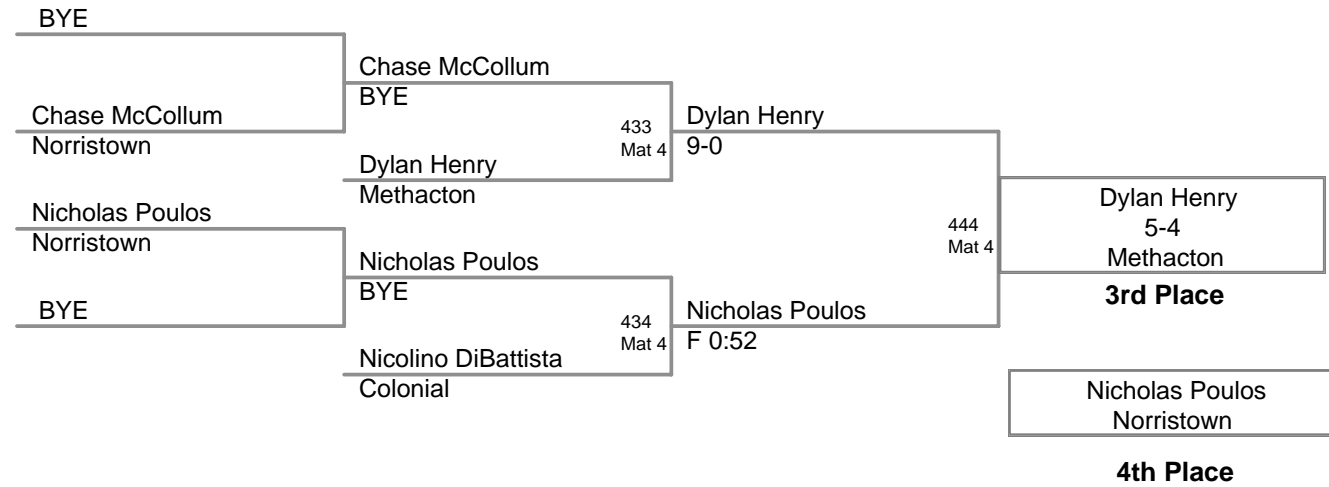 BYE
Chase McCollum
Norristown
Nicholas Poulos
Norristown
BYE
Chase McCollum
BYE
Dylan Henry
Methacton
Nicholas Poulos
BYE
Nicolino DiBattista
Colonial
433
Mat 4
434
Mat 4
Dylan Henry
9-0
Nicholas Poulos
F 0:52
444
Mat 4
Dylan Henry
5-4
Methacton
3rd Place
Nicholas Poulos
Norristown
4th Place